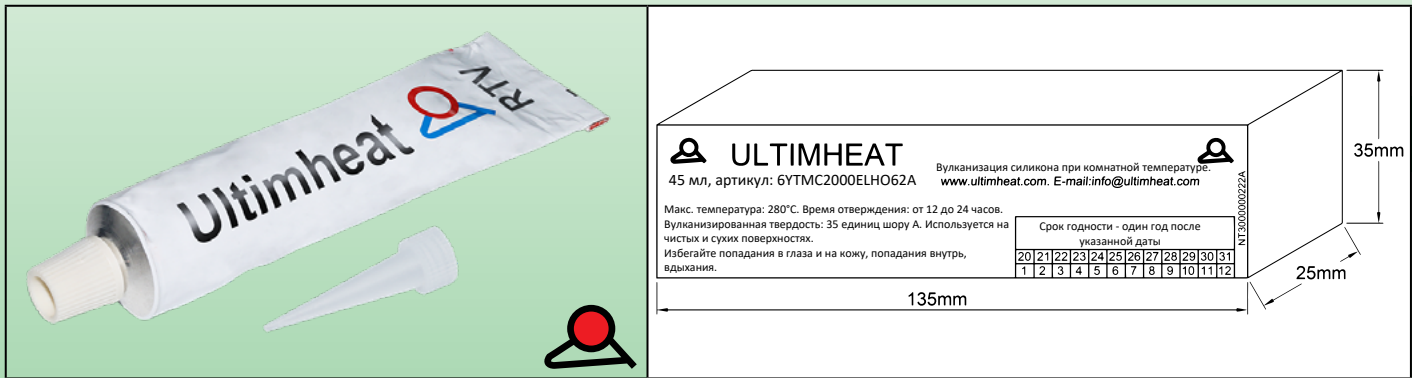 Ultimheat
RTV
ULTIMHEAT
45 мл, артикул: 6YTMC2000ELHO62A
Вулканизация силикона при комнатной температуре.
www.ultimheat.com. E-mail:info@ultimheat.com
Макс. температура: 280°C. Время отверждения: от 12 до 24 часов.
Вулканизированная твердость: 35 единиц шору А. Используется на
чистых и сухих поверхностях.
Избегайте попадания в глаза и на кожу, попадания внутрь,
вдыхания.
Срок годности - один год после
указанной даты
20 21 22 23 24 25 26 27 28 29 30 31
1 2 3 4 5 6 7 8 9 10 11 12
NT3000000222A
35mm
25mm
135mm